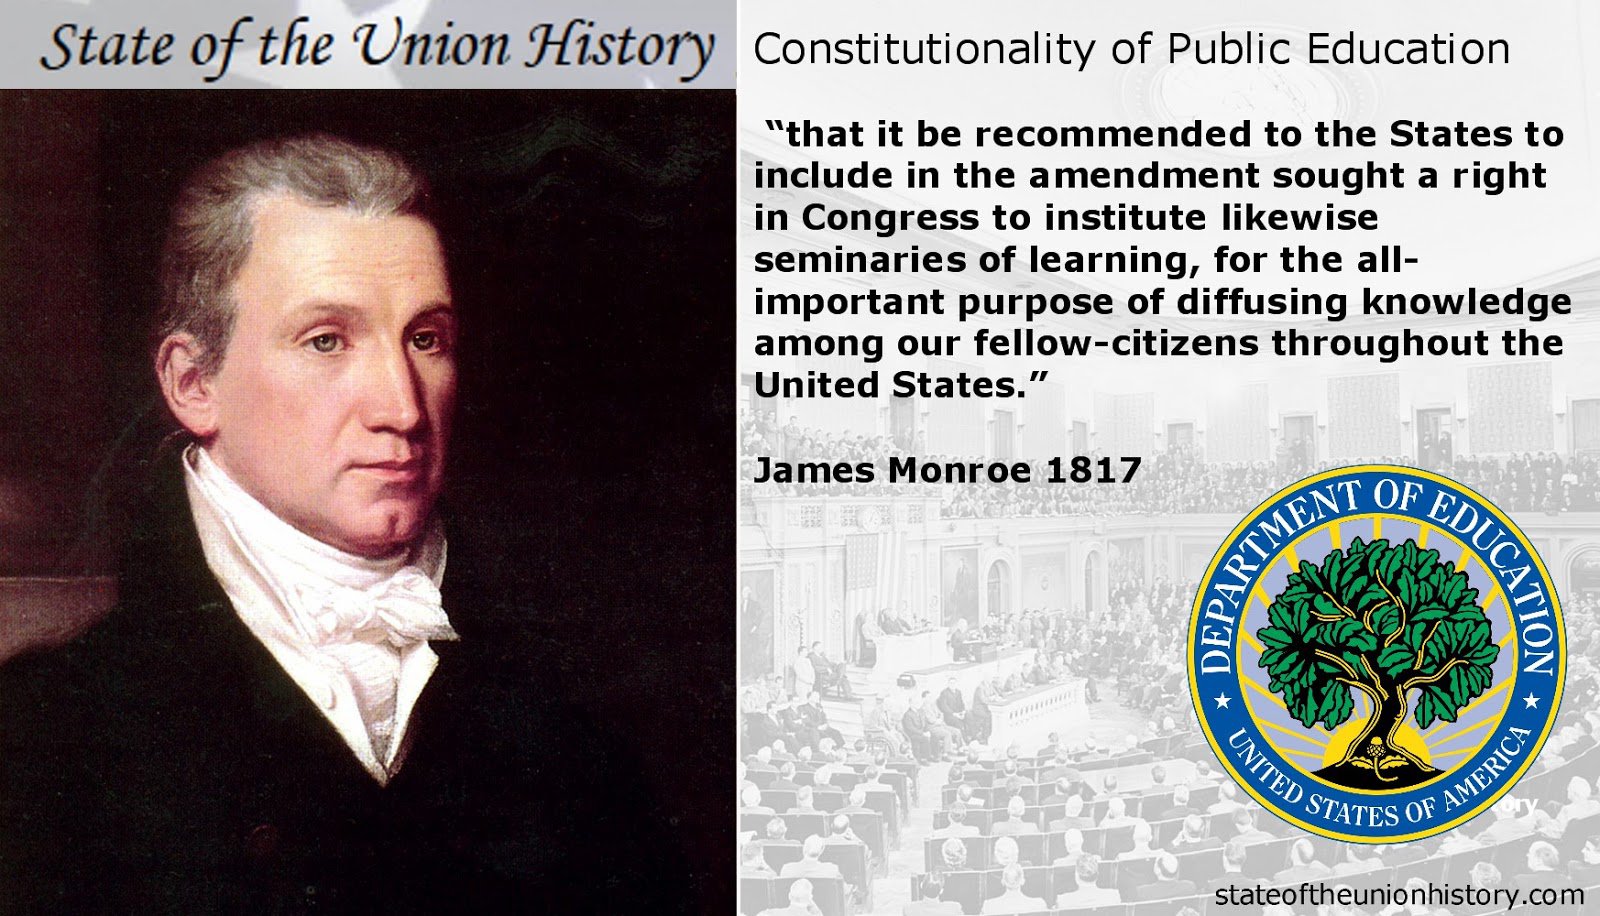 State of the Union History
Constitutionality of Public Education
“that it be recommended to the States to
include in the amendment sought a right
in Congress to institute likewise
seminaries of learning, for the all-
important purpose of diffusing knowledge
among our fellow-citizens throughout the
United States.”
James Monroe 1817
DEPARTMENT OF EDUCATION
UNITED STATES OF AMERICA
stateoftheunionhistory.com